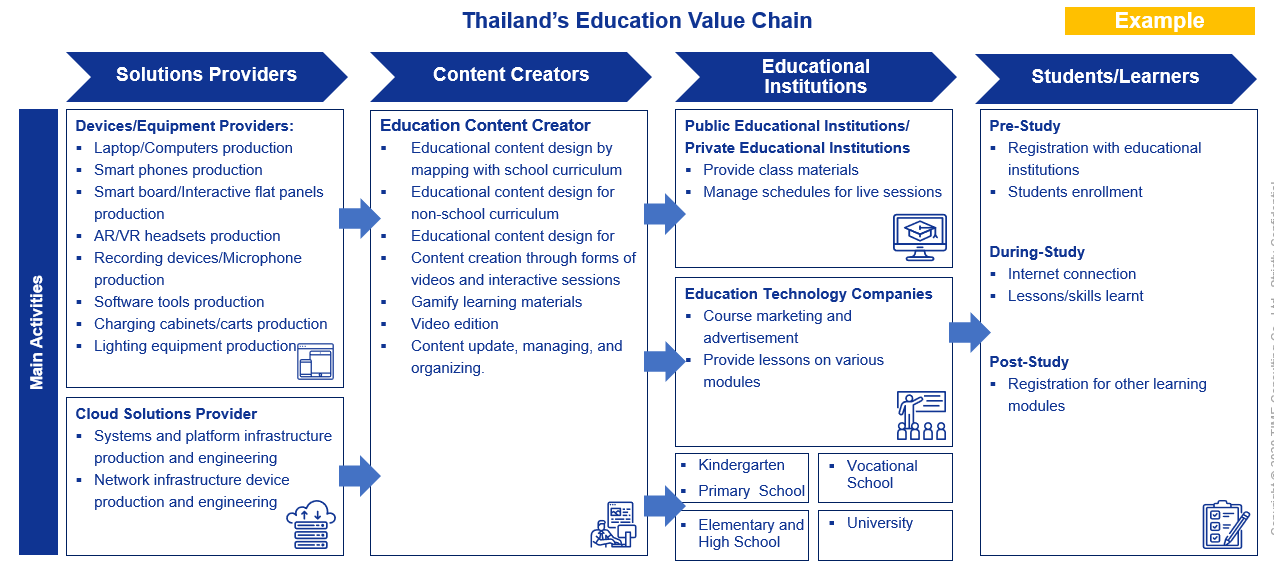 Thailand's Education Value Chain
Example
Solutions Providers
Content Creators
Educational
Institutions
Students/Learners
Main Activities
Devices/Equipment Providers:
▪ Laptop/Computers production
▪ Smart phones production
▪ Smart board/Interactive flat panels
production
▪ AR/VR headsets production
▪ Recording devices/Microphone
production
▪ Software tools production
▪ Charging cabinets/carts production
▪ Lighting equipment production
Cloud Solutions Provider
▪ Systems and platform infrastructure
production and engineering
▪ Network infrastructure device
production and engineering
Education Content Creator
▪ Educational content design by
mapping with school curriculum
▪ Educational content design for
non-school curriculum
▪ Educational content design for
▪ Content creation through forms of
videos and interactive sessions
▪ Gamify learning materials
▪ Video edition
▪ Content update, managing, and
organizing.
Public Educational Institutions/
Private Educational Institutions
▪ Provide class materials
▪ Manage schedules for live sessions
Education Technology Companies
▪ Course marketing and
advertisement
▪ Provide lessons on various
modules
▪ Kindergarten
▪ Primary School
▪ Vocational
School
▪ Elementary and
High School
▪ University
Pre-Study
▪ Registration with educational
institutions
▪ Students enrollment
During-Study
▪ Internet connection
▪ Lessons/skills learnt
Post-Study
▪ Registration for other learning
modules